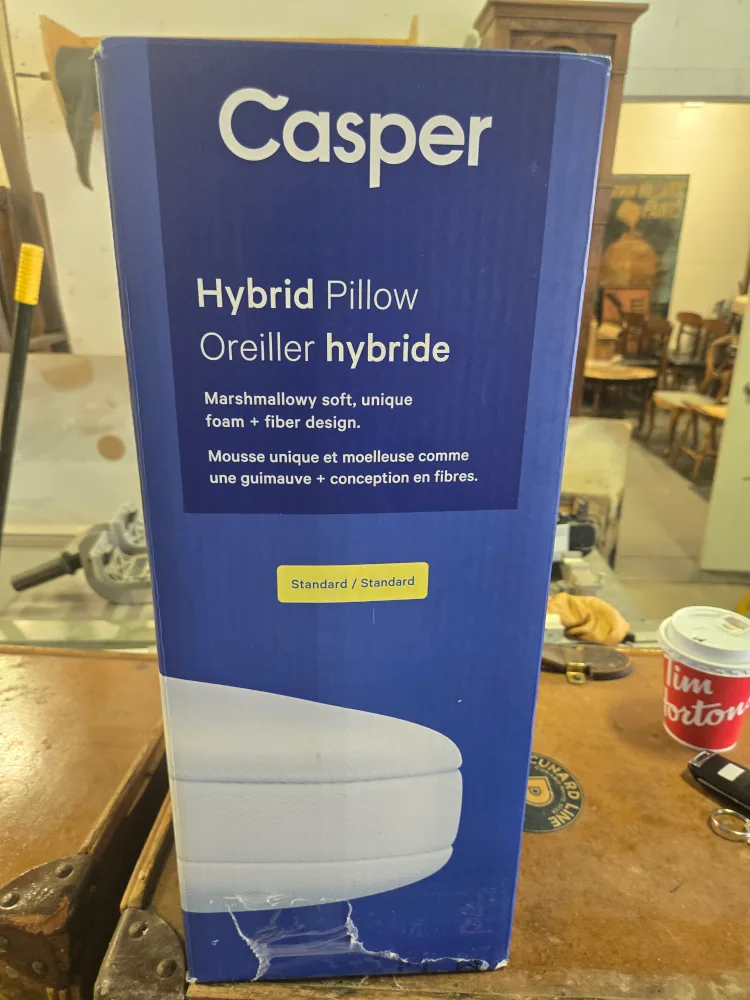 Casper
Hybrid Pillow
Oreiller hybride
Marshmallowy soft, unique
foam + fiber design.
Mousse unique et moelleuse comme
une guimauve + conception en fibres.
Standard / Standard
Tim
CUNARD LINE